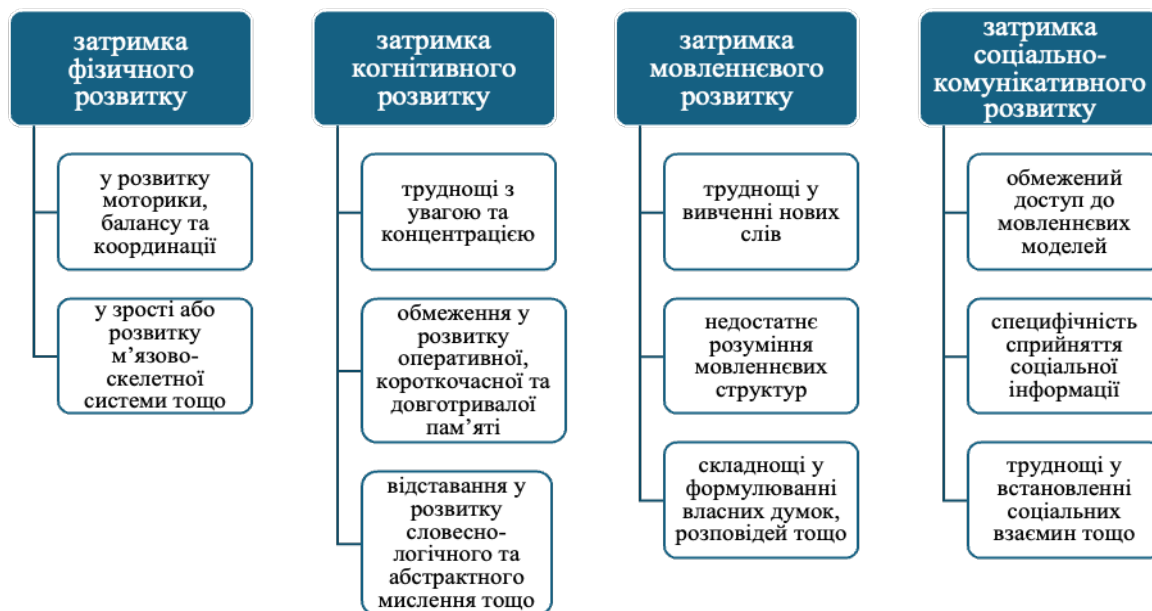 затримка
фізичного
розвитку
у розвитку
моторики,
балансу та
координації
у зрості або
розвитку
м’язово-
скелетної
системи тощо
затримка
когнітивного
розвитку
труднощі з
увагою та
концентрацією
обмеження у
розвитку
оперативної,
короткочасної та
довготривалої
пам’яті
відставання у
розвитку
словесно-
логічного та
абстрактного
мислення тощо
затримка
мовленнєвого
розвитку
труднощі у
вивченні нових
слів
недостатнє
розуміння
мовленнєвих
структур
складнощі у
формулюванні
власних думок,
розповідей тощо
затримка
соціально-
комунікативного
розвитку
обмежений
доступ до
мовленнєвих
моделей
специфічність
сприйняття
соціальної
інформації
труднощі у
встановленні
соціальних
взаємин тощо